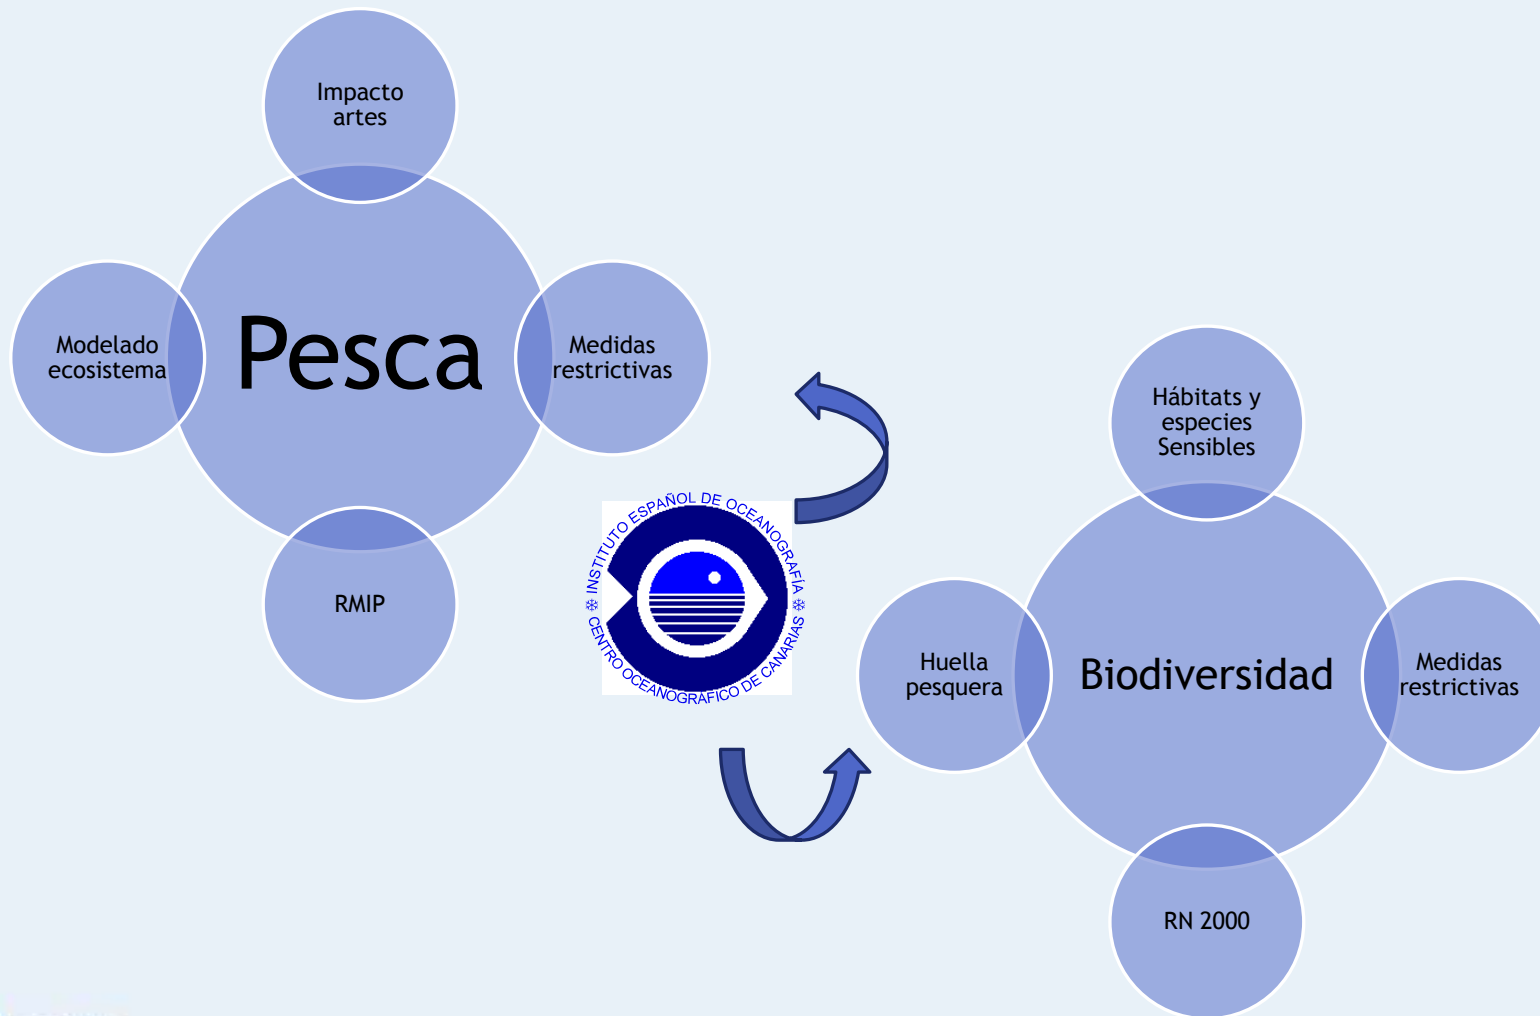 Impacto
artes
Modelado
ecosistema
Pesca
Medidas
restrictivas
RMIP
INSTITUTO ESPAÑOL DE OCEANOGRAFÍA
CENTRO OCEANOGRAFICO DE CANARIAS
Hábitats y
especies
Sensibles
Huella
pesquera
Biodiversidad
Medidas
restrictivas
RN 2000